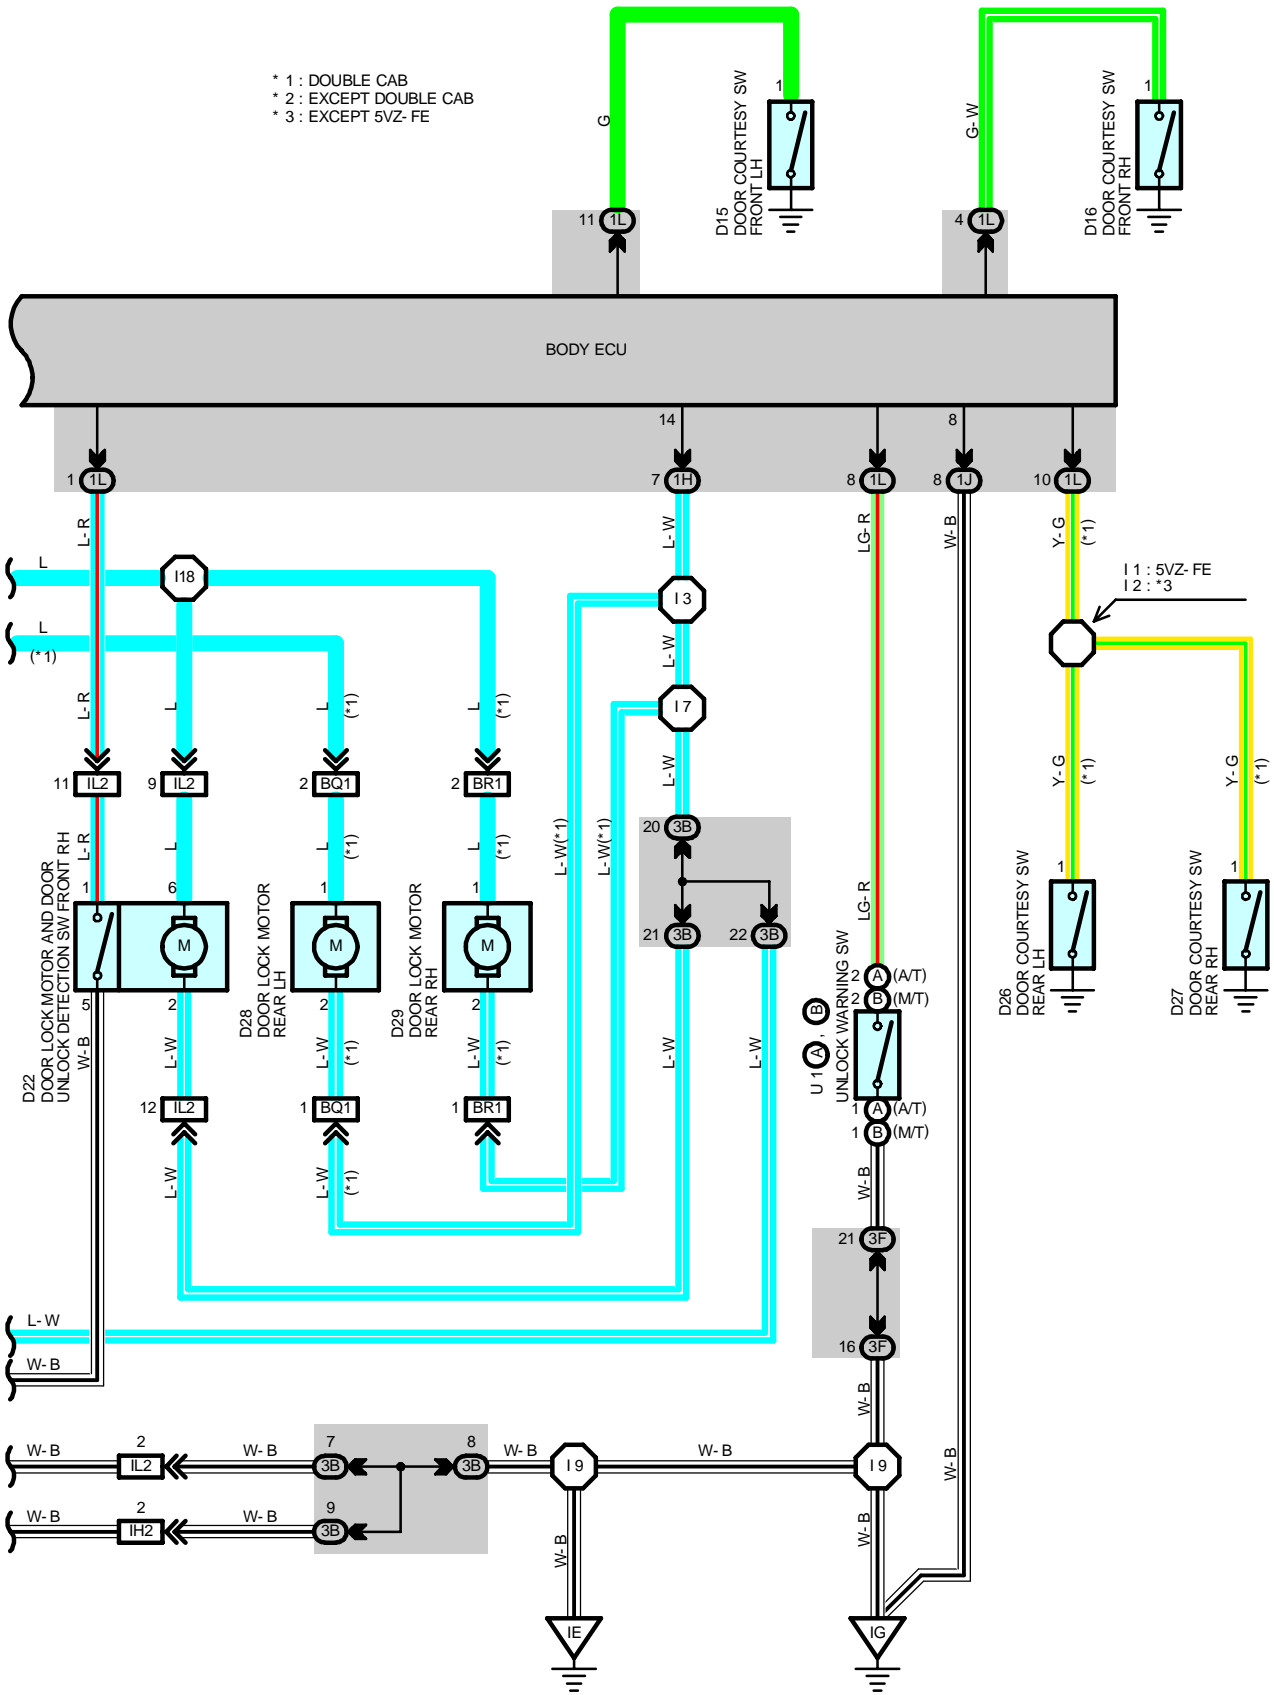 * 1 : DOUBLE CAB
* 2 : EXCEPT DOUBLE CAB
* 3 : EXCEPT 5VZ- FE
G
1
D15
DOOR COURTESY SW
FRONT LH
11 1L
G- W
1
D16
DOOR COURTESY SW
FRONT RH
4 1L
BODY ECU
14
8
1 1L
7 1H
8 1L
8 1J
10 1L
L- R
L- W
LG- R
W- B
Y- G
(* 1)
L
I18
I 3
I 1 : 5VZ- FE
I 2 : *3
L
(* 1)
L- W
L- R
L
L
(* 1)
L
(* 1)
I 7
L- W
Y- G
(* 1)
Y- G
(* 1)
11 IL2
9 IL2
2 BQ1
2 BR1
20 3B
L- R
L
L
(* 1)
L
(* 1)
L- W(* 1)
L- W(* 1)
1
6
1
1
1
1
LG- R
M
M
M
21 3B
22 3B
5
2
2
2
D22
DOOR LOCK MOTOR AND DOOR
UNLOCK DETECTION SW FRONT RH
D28
DOOR LOCK MOTOR
REAR LH
D29
DOOR LOCK MOTOR
REAR RH
2 A (A/T)
2 B (M/T)
U 1 A , B
UNLOCK WARNING SW
D26
DOOR COURTESY SW
REAR LH
D27
DOOR COURTESY SW
REAR RH
W- B
L- W
L- W
(* 1)
L- W
(* 1)
L- W
L- W
12 IL2
1 BQ1
1 BR1
1 A (A/T)
1 B (M/T)
L- W
L- W
(* 1)
W- B
21 3F
L- W
16 3F
W- B
W- B
W- B
2
IL2
W- B
7
3B
8
3B
W- B
I 9
W- B
I 9
W- B
W- B
2
IH2
W- B
9
3B
W- B
W- B
IE
IG